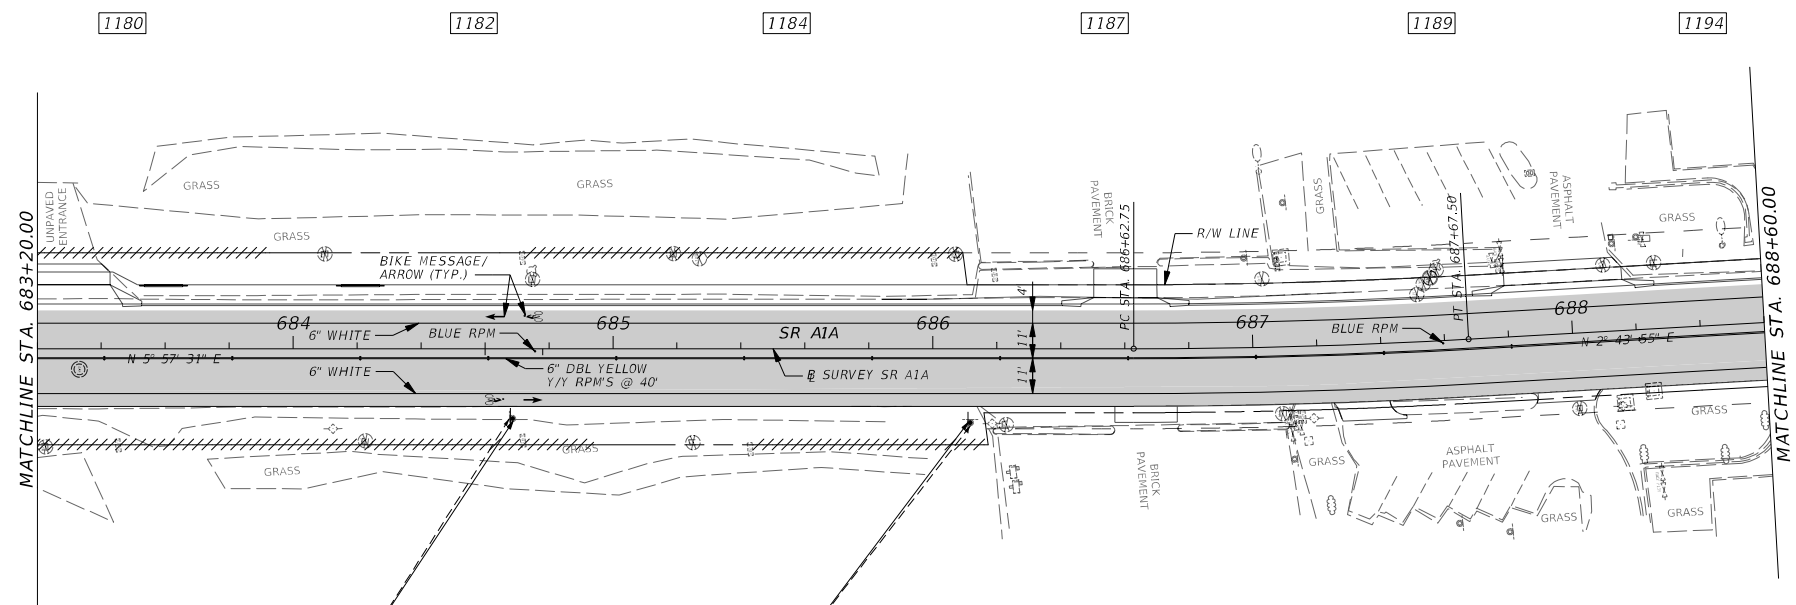 1180
1182
1184
1187
1189
1194
MATCHLINE STA. 683+20.00
UNPAVED
ENTRANCE
GRASS
GRASS
GRASS
BIKE MESSAGE/
ARROW (TYP.)
BRICK
PAVEMENT
PC STA. 686+62.75
R/W LINE
GRASS
PT STA. 687+67.50
ASPHALT
PAVEMENT
GRASS
MATCHLINE STA. 688+60.00
4'
684
685
686
687
688
6" WHITE
BLUE RPM
SR A1A
11'
BLUE RPM
N 5° 57' 31" E
N 2° 43' 55" E
6" WHITE
6" DBL YELLOW
Y/Y RPM'S @ 40'
℄ SURVEY SR A1A
11'
GRASS
GRASS
BRICK
PAVEMENT
GRASS
ASPHALT
PAVEMENT
GRASS
GRASS
GRASS